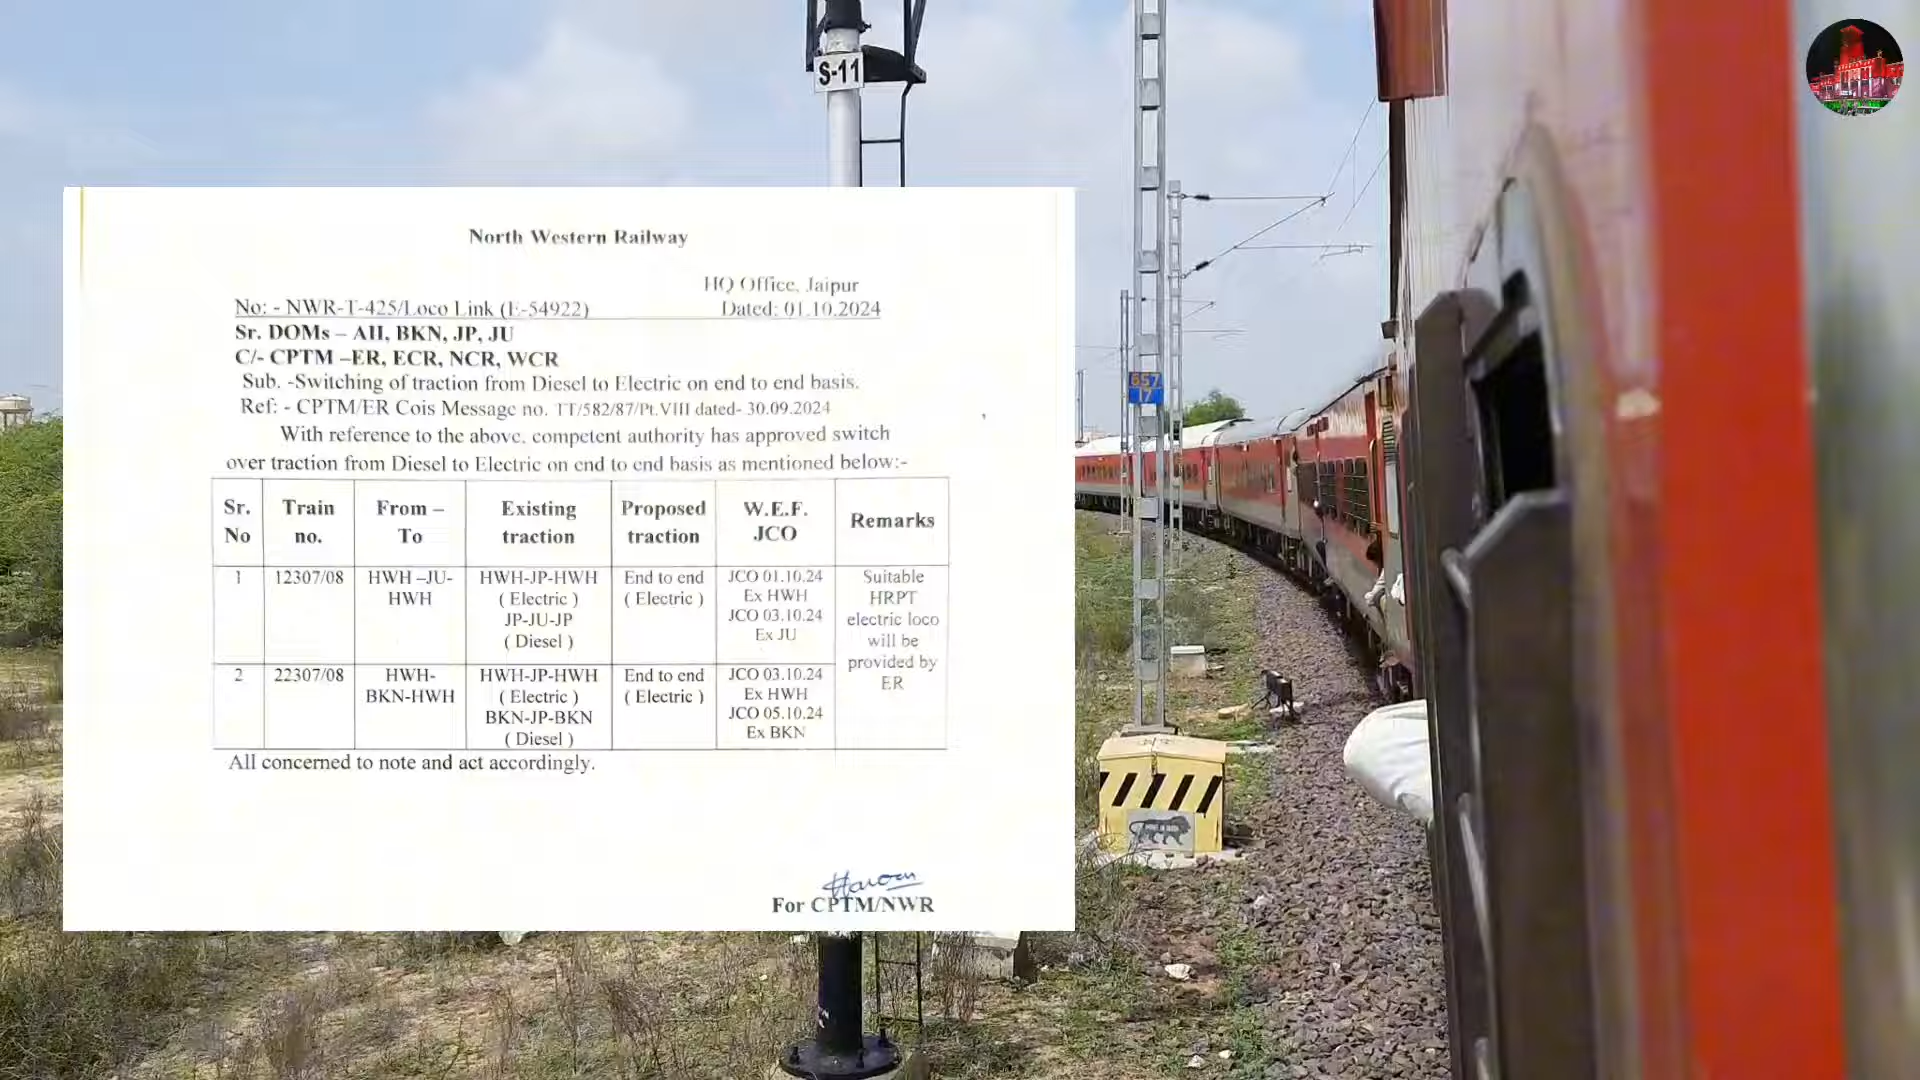 S-11
North Western Railway
HQ Office, Jaipur
No: - NWR-T-425/Loco Link (E-54922) Dated: 01.10.2024
Sr. DOMs – AII, BKN, JP, JU
C/- CPTM –ER, ECR, NCR, WCR
Sub. -Switching of traction from Diesel to Electric on end to end basis.
Ref: - CPTM/ER Cois Message no. TT/582/87/Pt.VIII dated- 30.09.2024
With reference to the above, competent authority has approved switch
over traction from Diesel to Electric on end to end basis as mentioned below:-
Sr. Train From – Existing Proposed W.E.F. Remarks
No no. To traction traction JCO
1 12307/08 HWH –JU- HWH-JP-HWH End to end JCO 01.10.24 Suitable
HWH ( Electric ) ( Electric ) Ex HWH HRPT
JP-JU-JP JCO 03.10.24 electric loco
( Diesel ) Ex JU will be
provided by
2 22307/08 HWH- HWH-JP-HWH End to end JCO 03.10.24 ER
BKN-HWH ( Electric ) ( Electric ) Ex HWH
BKN-JP-BKN JCO 05.10.24
( Diesel ) Ex BKN
All concerned to note and act accordingly.
For CPTM/NWR
657
17